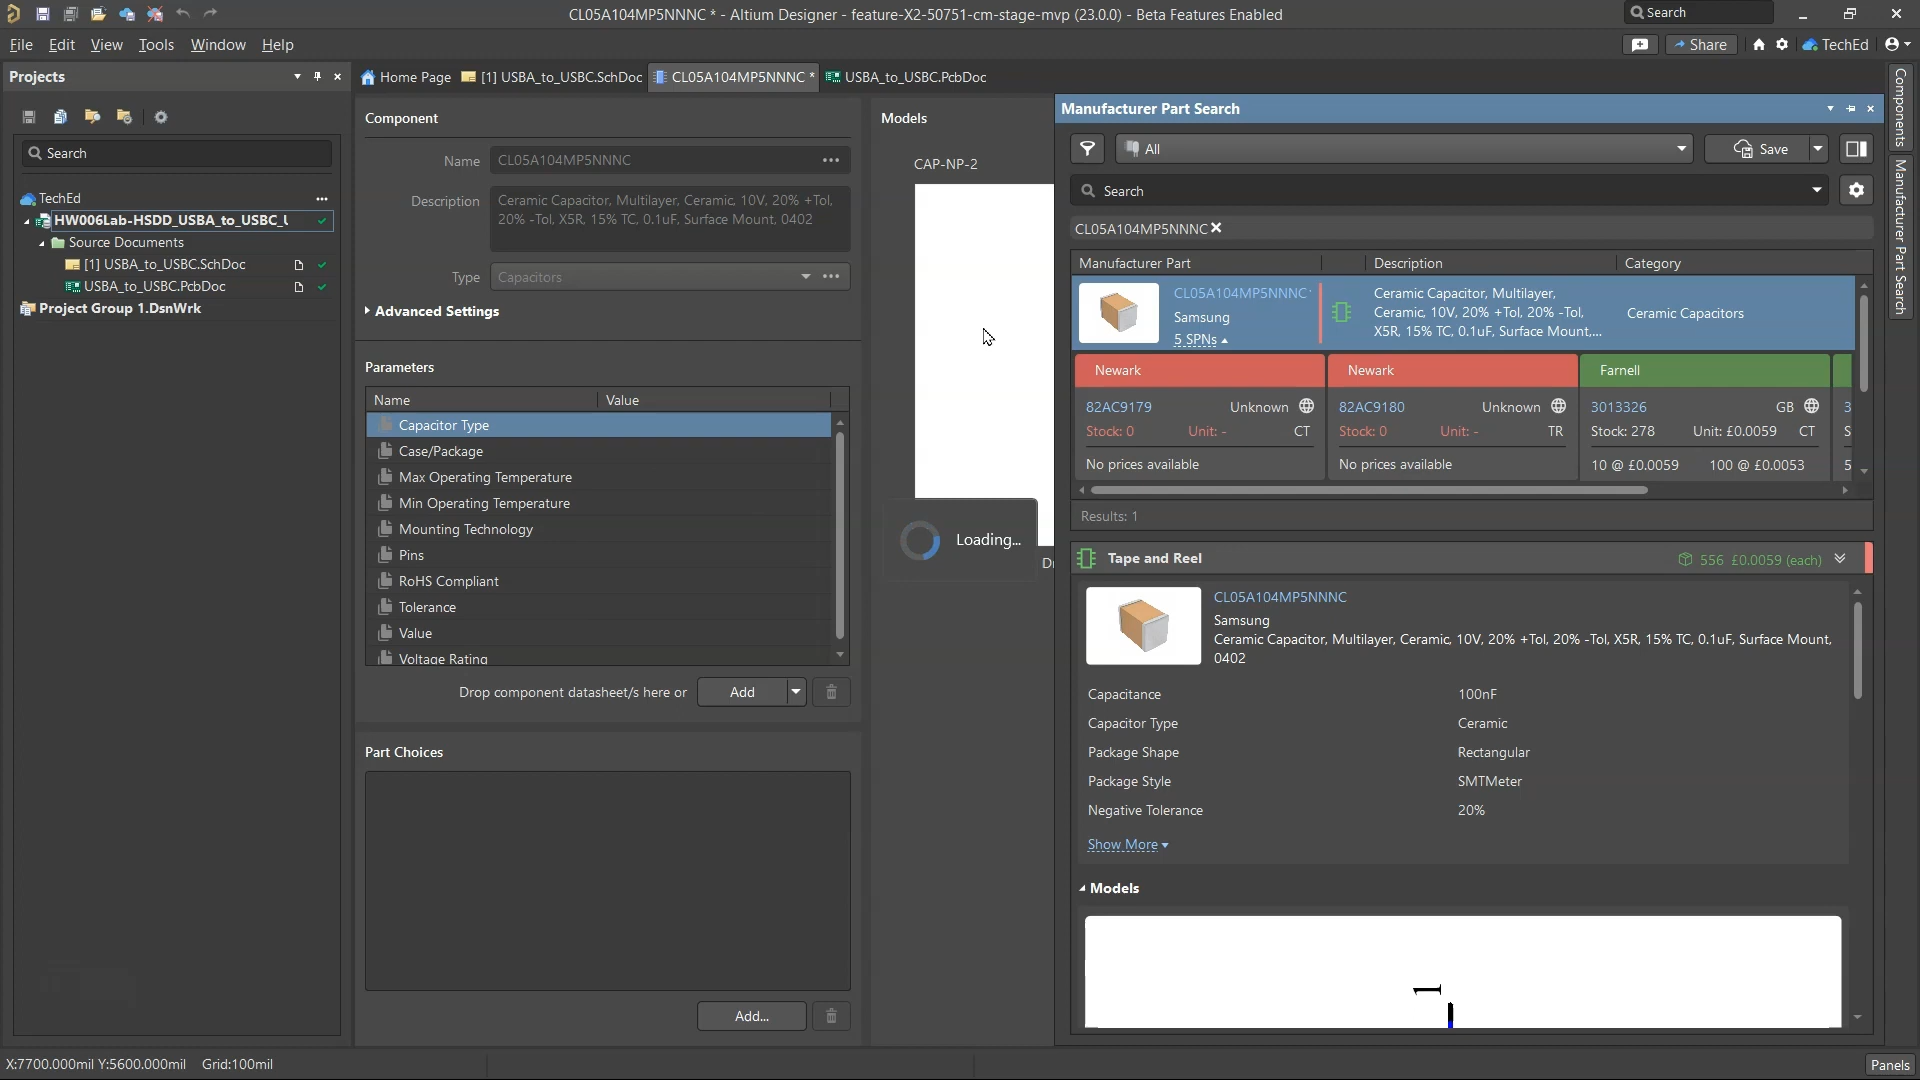 CL05A104MP5NNNC * - Altium Designer - feature-X2-50751-cm-stage-mvp (23.0.0) - Beta Features Enabled
Search
File Edit View Tools Window Help
Share
TechEd
Projects
Home Page
[1] USBA_to_USBC.SchDoc
CL05A104MP5NNNC *
USBA_to_USBC.PcbDoc
Search
TechEd
HW006Lab-HSDD_USBA_to_USBC_
Source Documents
[1] USBA_to_USBC.SchDoc
USBA_to_USBC.PcbDoc
Project Group 1.DsnWrk
Component
Name
CL05A104MP5NNNC
Description
Ceramic Capacitor, Multilayer, Ceramic, 10V, 20% +Tol,
20% -Tol, X5R, 15% TC, 0.1uF, Surface Mount, 0402
Type
Capacitors
Advanced Settings
Parameters
Name Value
Capacitor Type
Case/Package
Max Operating Temperature
Min Operating Temperature
Mounting Technology
Pins
RoHS Compliant
Tolerance
Value
Voltage Rating
Drop component datasheet/s here or
Add
Part Choices
Add...
Models
CAP-NP-2
Loading...
Manufacturer Part Search
All
Save
Search
CL05A104MP5NNNC
Manufacturer Part Description Category
CL05A104MP5NNNC
Samsung
5 SPNs
Ceramic Capacitor, Multilayer,
Ceramic, 10V, 20% +Tol, 20% -Tol,
X5R, 15% TC, 0.1uF, Surface Mount,...
Ceramic Capacitors
Newark
82AC9179 Unknown
Stock: 0 Unit: - CT
No prices available
Newark
82AC9180 Unknown
Stock: 0 Unit: - TR
No prices available
Farnell
3013326 GB
Stock: 278 Unit: £0.0059 CT
10 @ £0.0059 100 @ £0.0053
3
S
5
Results: 1
Tape and Reel
556 £0.0059 (each)
CL05A104MP5NNNC
Samsung
Ceramic Capacitor, Multilayer, Ceramic, 10V, 20% +Tol, 20% -Tol, X5R, 15% TC, 0.1uF, Surface Mount,
0402
Capacitance 100nF
Capacitor Type Ceramic
Package Shape Rectangular
Package Style SMTMeter
Negative Tolerance 20%
Show More
Models
1
Components
Manufacturer Part Search
X:7700.000mil Y:5600.000mil Grid:100mil
Panels